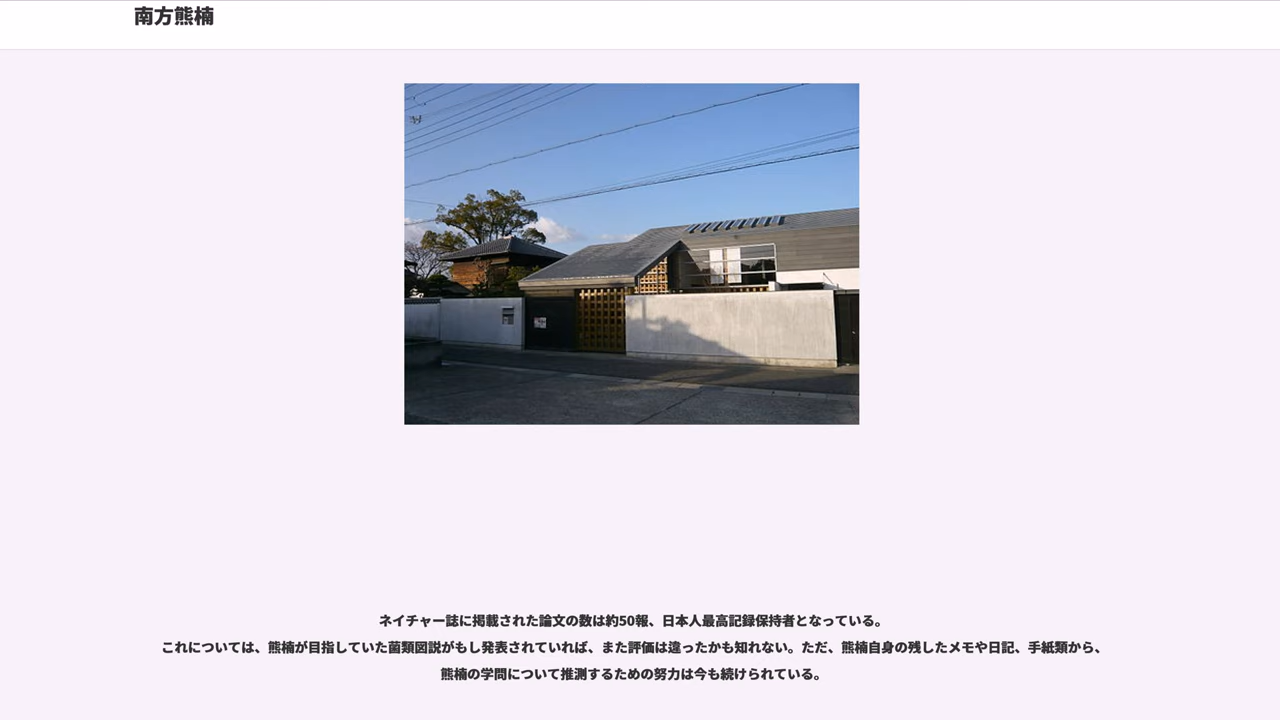 南方熊楠
ネイチャー誌に掲載された論文の数は約50報、日本人最高記録保持者となっている。
これについては、熊楠が目指していた菌類図説がもし発表されていれば、また評価は違ったかも知れない。ただ、熊楠自身の残したメモや日記、手紙類から、
熊楠の学問について推測するための努力は今も続けられている。